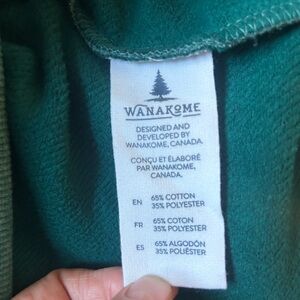 WANAKOME
DESIGNED AND
DEVELOPED BY
WANAKOME, CANADA.
CONÇU ET ÉLABORÉ
PAR WANAKOME,
CANADA.
EN 65% COTTON
35% POLYESTER
FR 65% COTON
35% POLYESTER
ES 65% ALGODÓN
35% POLIÉSTER